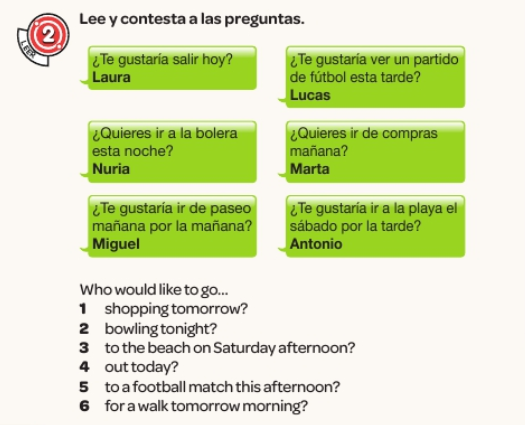 2
LEER
Lee y contesta a las preguntas.
¿Te gustaría salir hoy?
Laura
¿Te gustaría ver un partido
de fútbol esta tarde?
Lucas
¿Quieres ir a la bolera
esta noche?
Nuria
¿Quieres ir de compras
mañana?
Marta
¿Te gustaría ir de paseo
mañana por la mañana?
Miguel
¿Te gustaría ir a la playa el
sábado por la tarde?
Antonio
Who would like to go...
1 shopping tomorrow?
2 bowling tonight?
3 to the beach on Saturday afternoon?
4 out today?
5 to a football match this afternoon?
6 for a walk tomorrow morning?